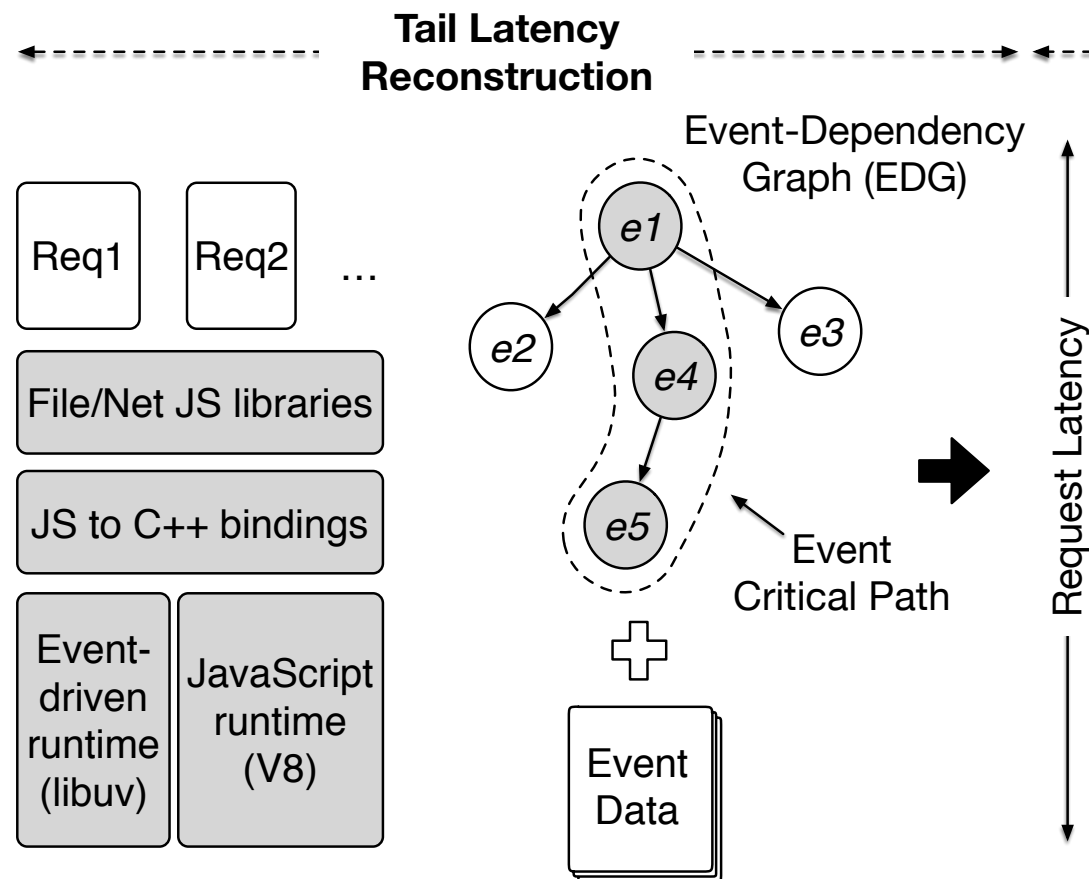 Tail Latency
Reconstruction
Event-Dependency
Graph (EDG)
Req1
Req2
...
File/Net JS libraries
JS to C++ bindings
Event-
driven
runtime
(libuv)
JavaScript
runtime
(V8)
e1
e2
e3
e4
e5
Event
Critical Path
Event
Data
Request Latency